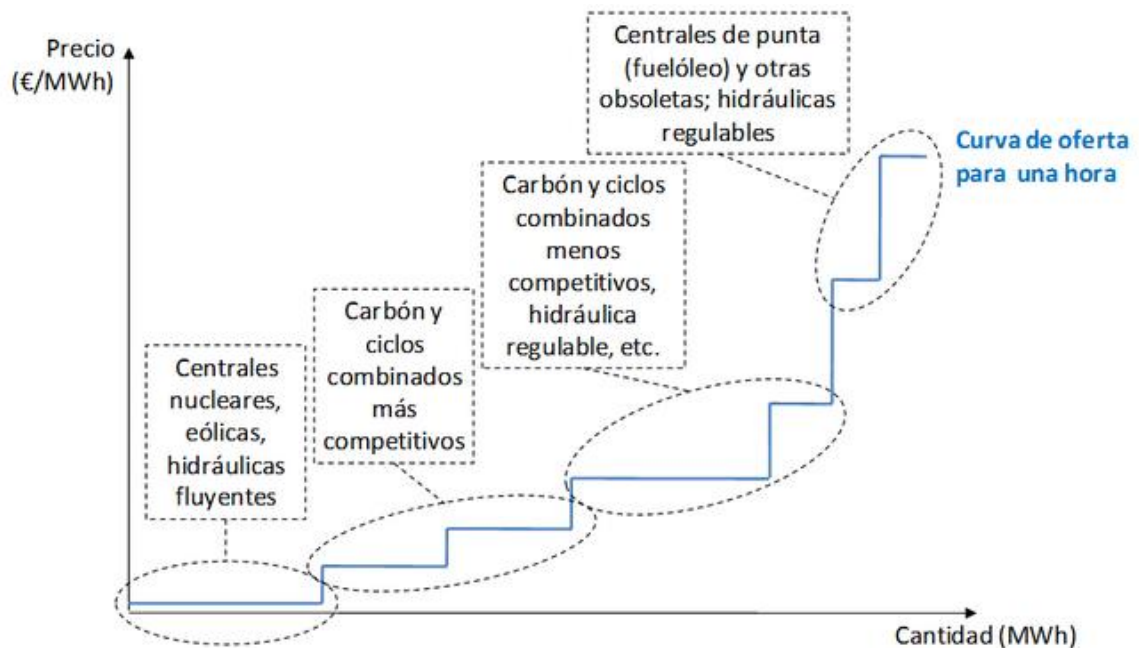 Precio
(€/MWh)
Centrales de punta
(fuelóleo) y otras
obsoletas; hidráulicas
regulables
Curva de oferta
para una hora
Carbón y ciclos
combinados
menos
competitivos,
hidráulica
regulable, etc.
Carbón y
ciclos
combinados
más
competitivos
Centrales
nucleares,
eólicas,
hidráulicas
fluyentes
Cantidad (MWh)